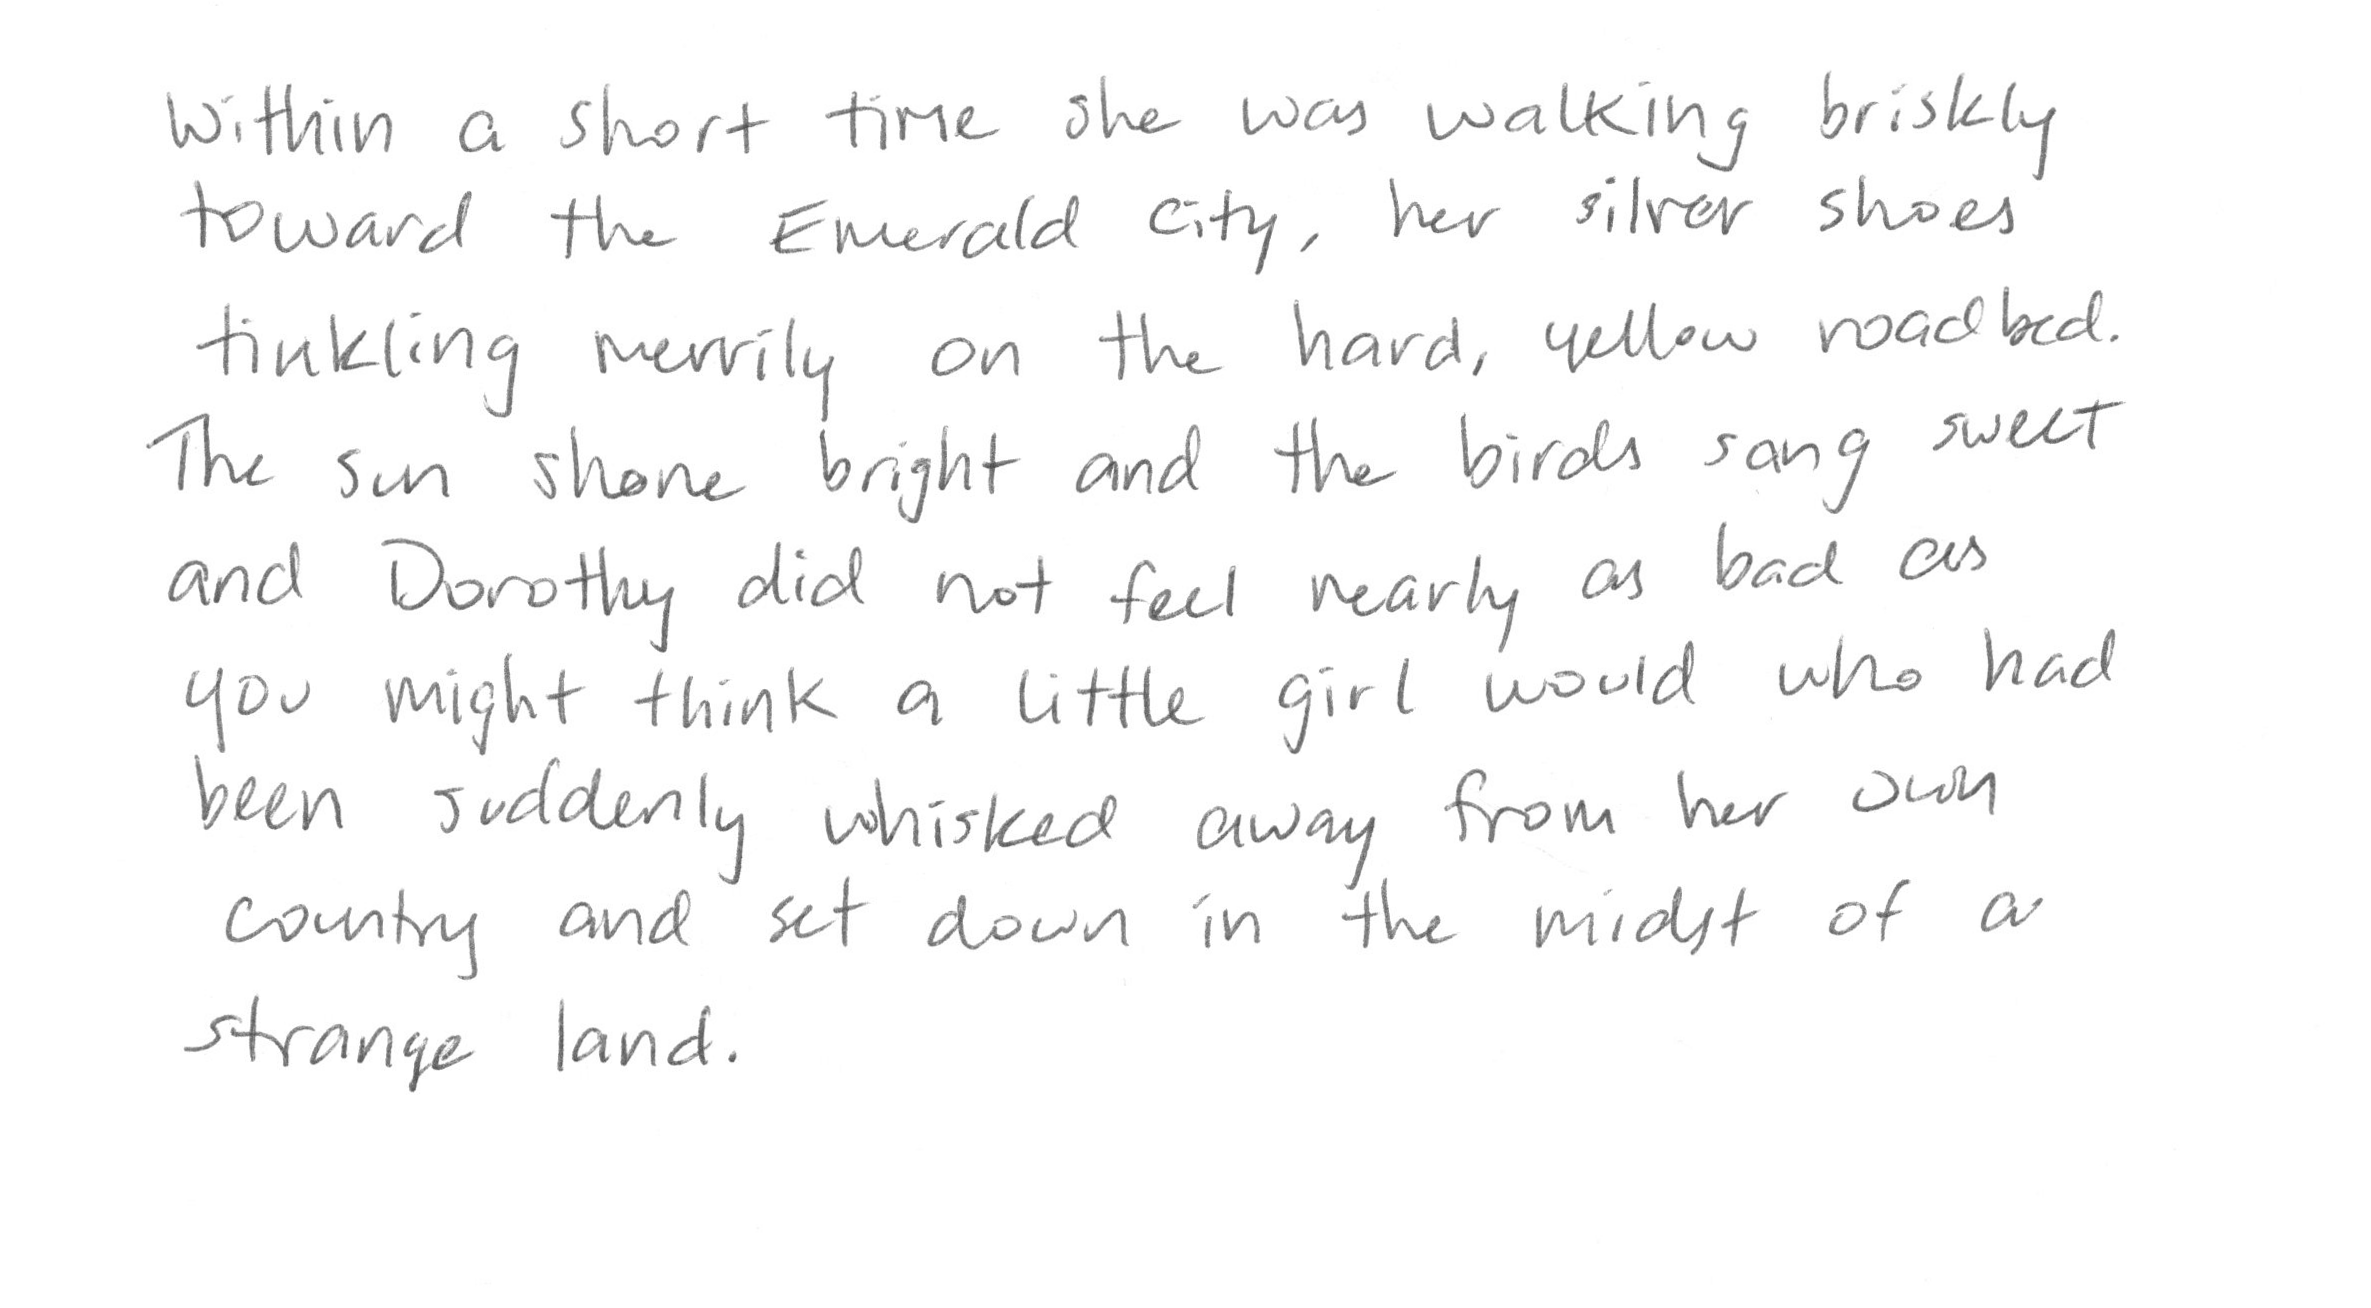 Within a short time she was walking briskly
toward the Emerald City, her silver shoes
tinkling merrily on the hard, yellow roadbed.
The sun shone bright and the birds sang sweet
and Dorothy did not feel nearly as bad as
you might think a little girl would who had
been suddenly whisked away from her own
country and set down in the midst of a
strange land.